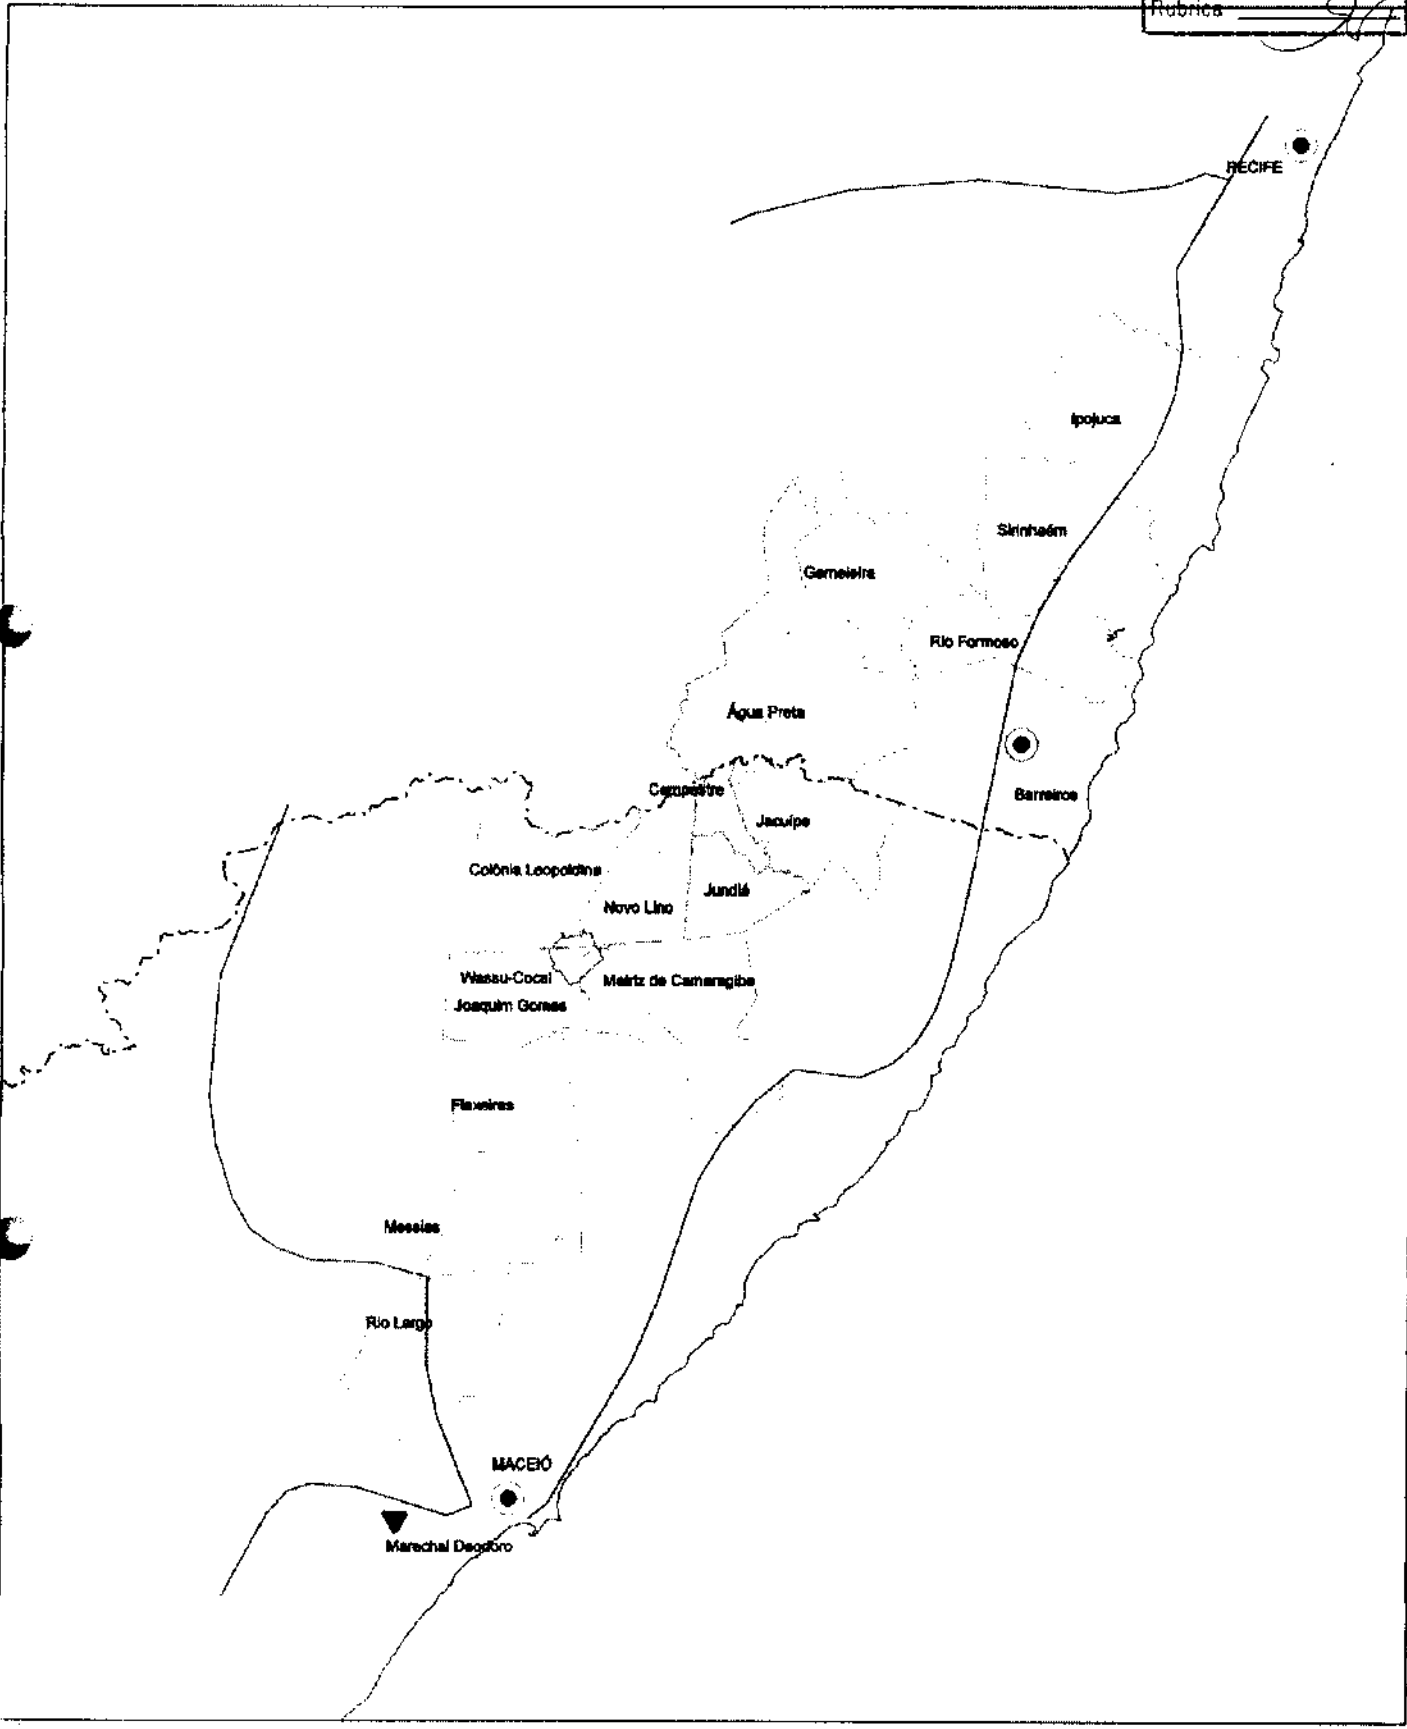 Rubrica
RECIFE
Ipojuca
Sirinhaém
Gameleira
Rio Formoso
Água Preta
Campestre
Barreiros
Jacuípe
Colônia Leopoldina
Jundiá
Novo Lino
Wassu-Cocal
Matriz de Camaragibe
Joaquim Gomes
Flexeiras
Messias
Rio Largo
MACEIÓ
Marechal Deodoro